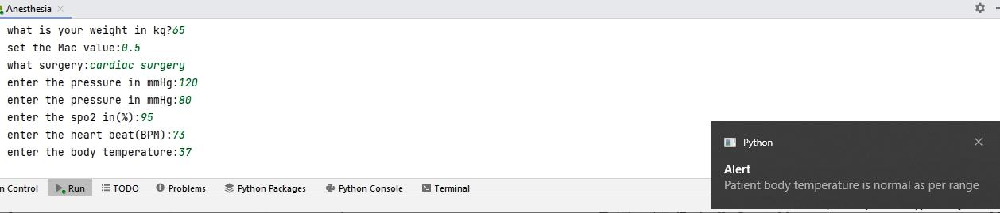 Anesthesia
what is your weight in kg?65
set the Mac value:0.5
what surgery:cardiac surgery
enter the pressure in mmHg:120
enter the pressure in mmHg:80
enter the spo2 in(%):95
enter the heart beat(BPM):73
enter the body temperature:37
Python
Alert
Patient body temperature is normal as per range
n Control Run TODO Problems Python Packages Python Console Terminal